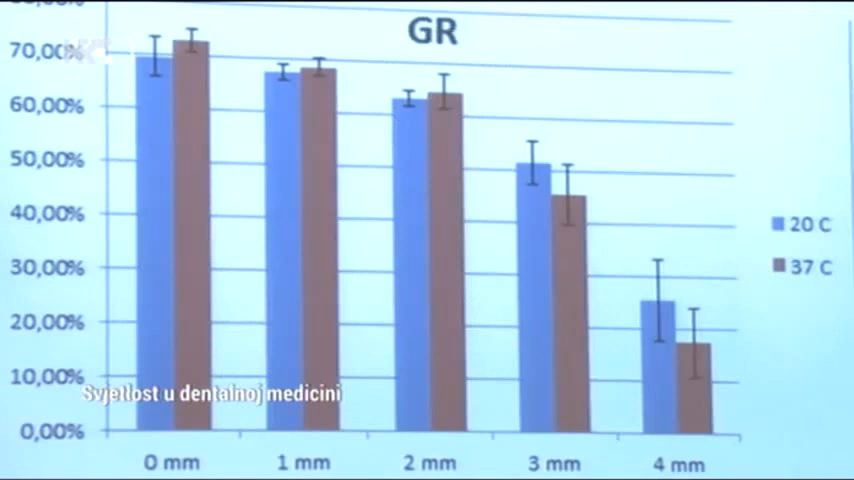 GR
70,00%
60,00%
50,00%
40,00%
30,00%
20,00%
10,00%
0,00%
0 mm
1 mm
2 mm
3 mm
4 mm
20 C
37 C
Svjetlost u dentalnoj medicini